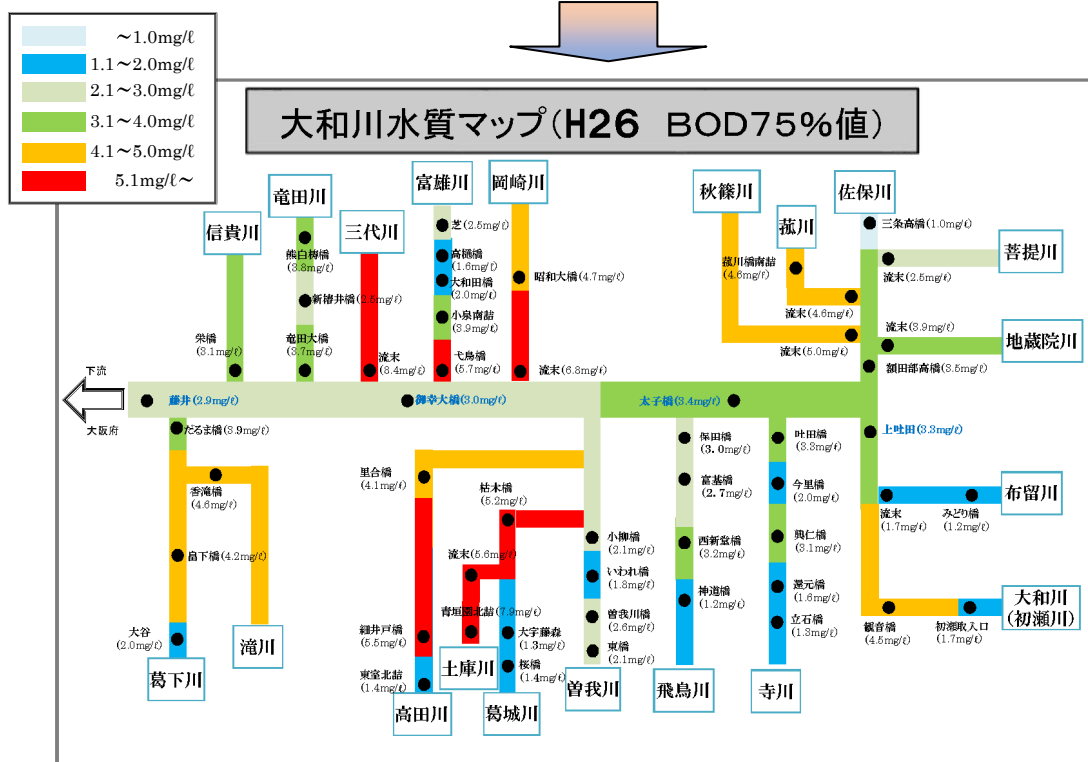 ～1.0mg/ℓ
1.1～2.0mg/ℓ
2.1～3.0mg/ℓ
3.1～4.0mg/ℓ
4.1～5.0mg/ℓ
5.1mg/ℓ～
大和川水質マップ(H26 BOD75%値)
信貴川
竜田川
三代川
富雄川
岡崎川
秋篠川
菰川
佐保川
菩提川
地蔵院川
布留川
大和川
(初瀬川)
栄橋
(3.1mg/ℓ)
熊白梼橋
(3.8mg/ℓ)
新椿井橋(2.5mg/ℓ)
竜田大橋
(3.7mg/ℓ)
流末
(8.4mg/ℓ)
芝(2.5mg/ℓ)
高樋橋
(1.6mg/ℓ)
大和田橋
(2.0mg/ℓ)
小泉南詰
(3.9mg/ℓ)
弋鳥橋
(5.7mg/ℓ)
昭和大橋(4.7mg/ℓ)
流末(6.8mg/ℓ)
菰川橋南詰
(4.6mg/ℓ)
流末(4.6mg/ℓ)
流末(5.0mg/ℓ)
三条高橋(1.0mg/ℓ)
流末
(2.5mg/ℓ)
流末(3.9mg/ℓ)
額田部高橋(3.5mg/ℓ)
下流
大阪府
藤井(2.9mg/ℓ)
御幸大橋(3.0mg/ℓ)
太子橋(3.4mg/ℓ)
上吐田(3.3mg/ℓ)
だるま橋(3.9mg/ℓ)
香滝橋
(4.6mg/ℓ)
畠下橋(4.2mg/ℓ)
大谷
(2.0mg/ℓ)
葛下川
滝川
里合橋
(4.1mg/ℓ)
細井戸橋
(5.5mg/ℓ)
東室北詰
(1.4mg/ℓ)
高田川
枯木橋
(5.2mg/ℓ)
流末(5.6mg/ℓ)
青垣園北詰(7.9mg/ℓ)
土庫川
大字藤森
(1.3mg/ℓ)
桜橋
(1.4mg/ℓ)
葛城川
小柳橋
(2.1mg/ℓ)
いわれ橋
(1.8mg/ℓ)
曽我川橋
(2.6mg/ℓ)
東橋
(2.1mg/ℓ)
曽我川
保田橋
(3.0mg/ℓ)
富基橋
(2.7mg/ℓ)
西新堂橋
(3.2mg/ℓ)
神道橋
(1.2mg/ℓ)
飛鳥川
吐田橋
(3.3mg/ℓ)
今里橋
(2.0mg/ℓ)
興仁橋
(3.1mg/ℓ)
還元橋
(1.6mg/ℓ)
立石橋
(1.3mg/ℓ)
寺川
流末
(1.7mg/ℓ)
みどり橋
(1.2mg/ℓ)
観音橋
(4.5mg/ℓ)
初瀬取入口
(1.7mg/ℓ)